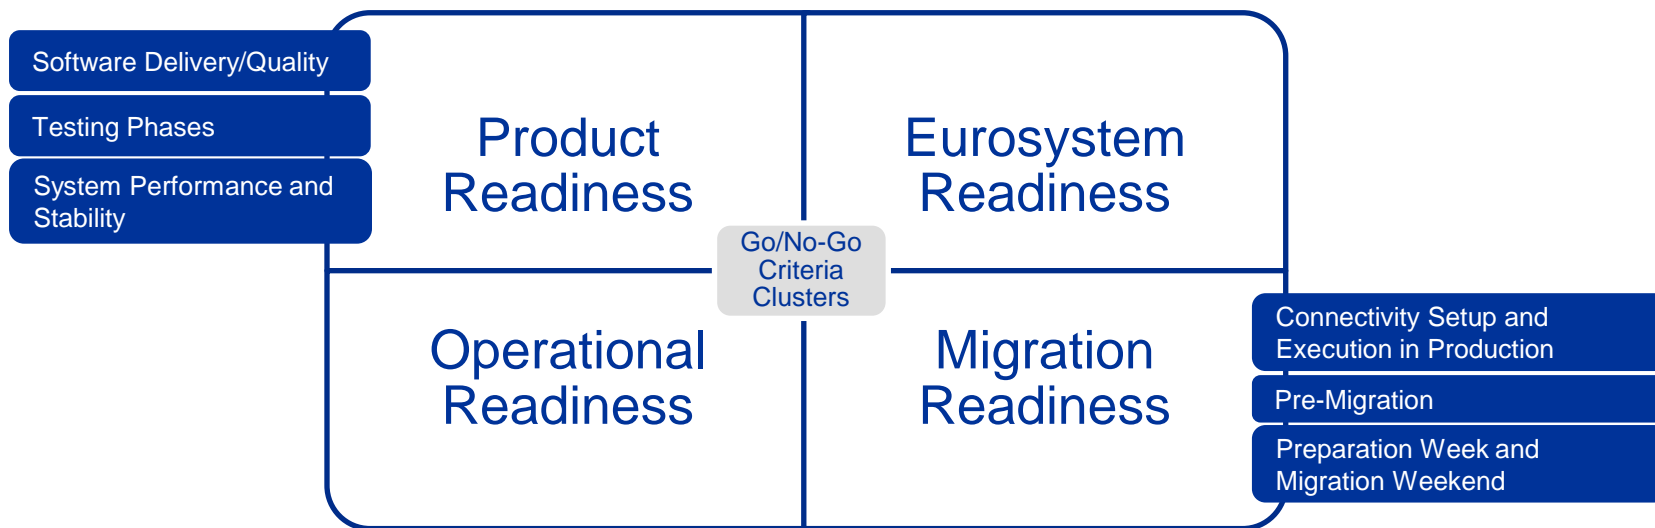 Software Delivery/Quality
Testing Phases
System Performance and
Stability
Product
Readiness
Eurosystem
Readiness
Go/No-Go
Criteria
Clusters
Operational
Readiness
Migration
Readiness
Connectivity Setup and
Execution in Production
Pre-Migration
Preparation Week and
Migration Weekend